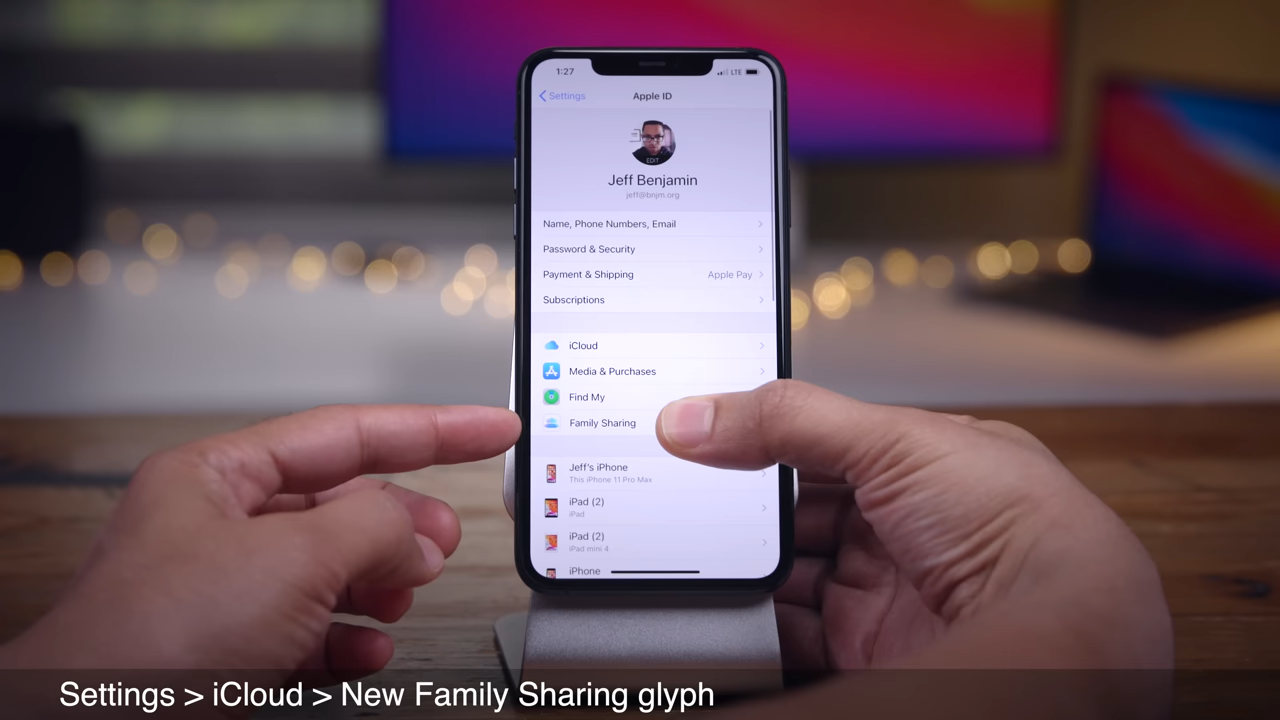 1:27
LTE
Settings
Apple ID
EDIT
Jeff Benjamin
jeff@bnjm.org
Name, Phone Numbers, Email
Password & Security
Payment & Shipping Apple Pay
Subscriptions
iCloud
Media & Purchases
Find My
Family Sharing
Jeff's iPhone
This iPhone 11 Pro Max
iPad (2)
iPad
iPad (2)
iPad mini 4
iPhone
Settings > iCloud > New Family Sharing glyph